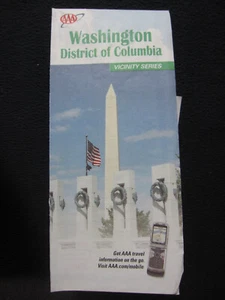 AAA
Washington
District of Columbia
VICINITY SERIES
Get AAA travel
information on the go
Visit AAA.com/mobile